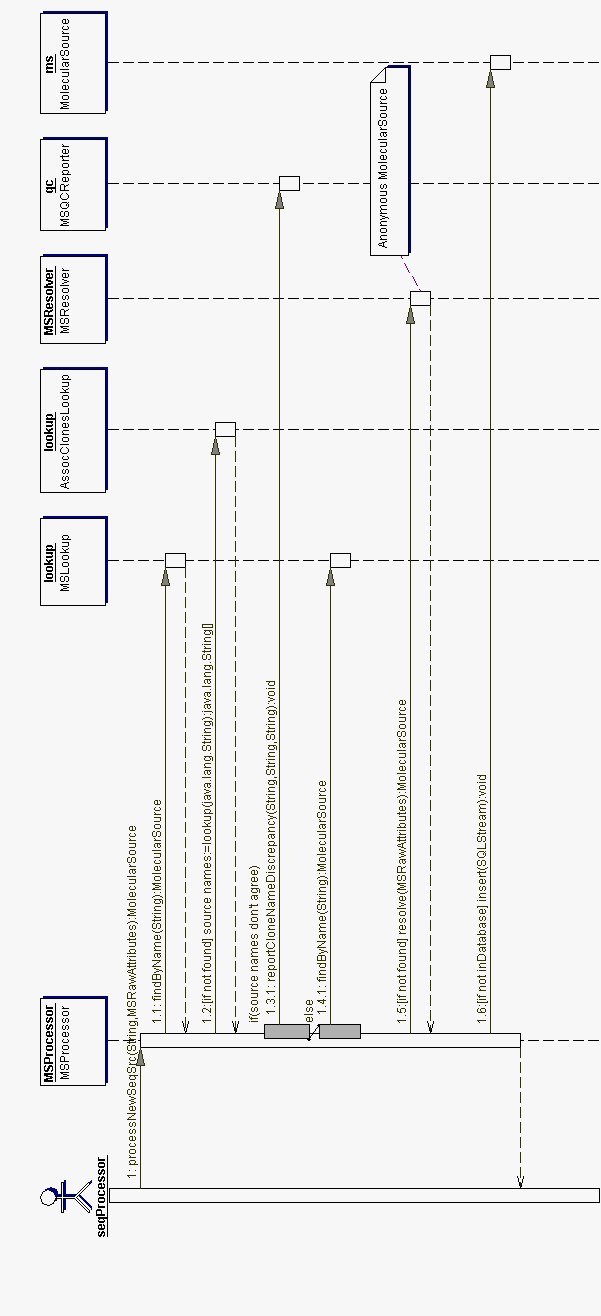 seqProcessor
MSProcessor
MSProcessor
lookup
MSLookup
lookup
AssocClonesLookup
MSResolver
MSResolver
qc
MSQCReporter
ms
MolecularSource
1: processNewSeqSrc(String,MSRawAttributes):MolecularSource
1.1: findByName(String):MolecularSource
1.2:[if not found] source names:=lookup(java.lang.String):java.lang.String[]
if(source names don't agree)
1.3.1: reportCloneNameDiscrepancy(String,String,String):void
else
1.4.1: findByName(String):MolecularSource
Anonymous MolecularSource
1.5:[if not found] resolve(MSRawAttributes):MolecularSource
1.6:[if not inDatabase] insert(SQLStream):void